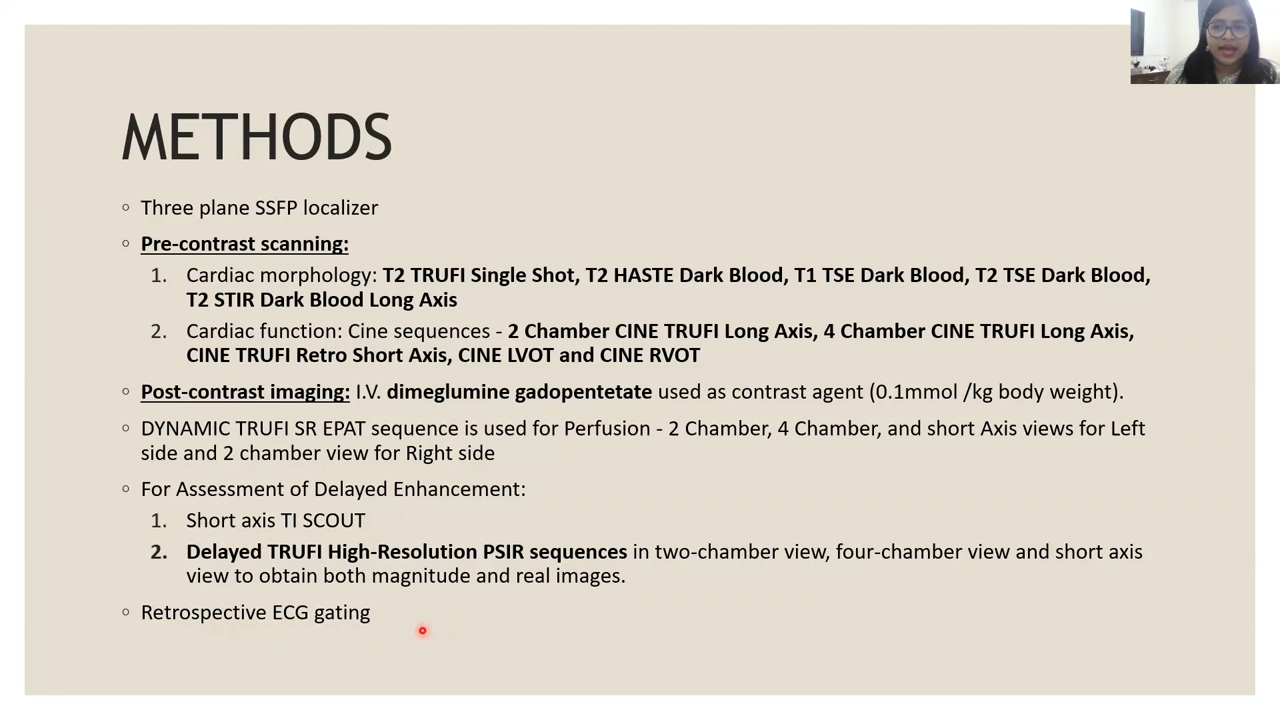 METHODS
◦ Three plane SSFP localizer
◦ Pre-contrast scanning:
1. Cardiac morphology: T2 TRUFI Single Shot, T2 HASTE Dark Blood, T1 TSE Dark Blood, T2 TSE Dark Blood,
T2 STIR Dark Blood Long Axis
2. Cardiac function: Cine sequences - 2 Chamber CINE TRUFI Long Axis, 4 Chamber CINE TRUFI Long Axis,
CINE TRUFI Retro Short Axis, CINE LVOT and CINE RVOT
◦ Post-contrast imaging: I.V. dimeglumine gadopentetate used as contrast agent (0.1mmol /kg body weight).
◦ DYNAMIC TRUFI SR EPAT sequence is used for Perfusion - 2 Chamber, 4 Chamber, and short Axis views for Left
side and 2 chamber view for Right side
◦ For Assessment of Delayed Enhancement:
1. Short axis TI SCOUT
2. Delayed TRUFI High-Resolution PSIR sequences in two-chamber view, four-chamber view and short axis
view to obtain both magnitude and real images.
◦ Retrospective ECG gating